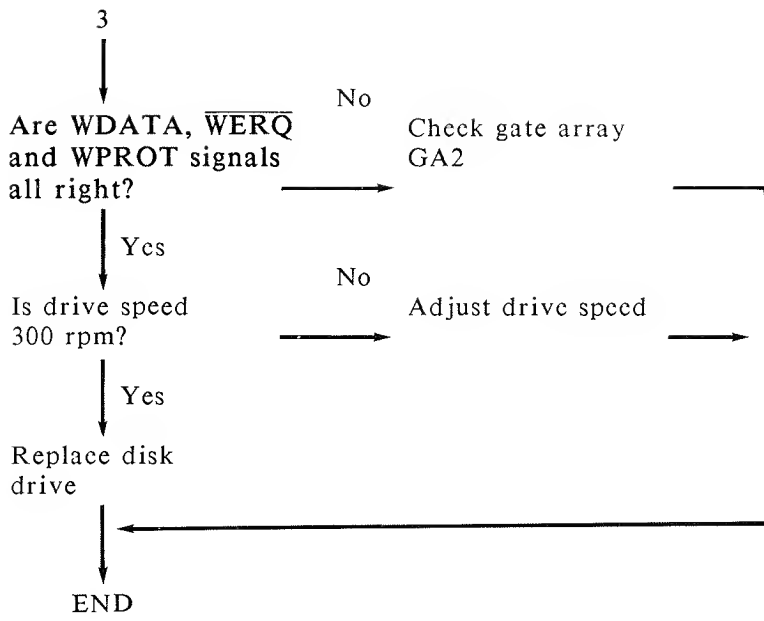 3
No
Are WDATA, WERQ
and WPROT signals
all right?
Check gate array
GA2
Yes
No
Is drive speed
300 rpm?
Adjust drive speed
Yes
Replace disk
drive
END